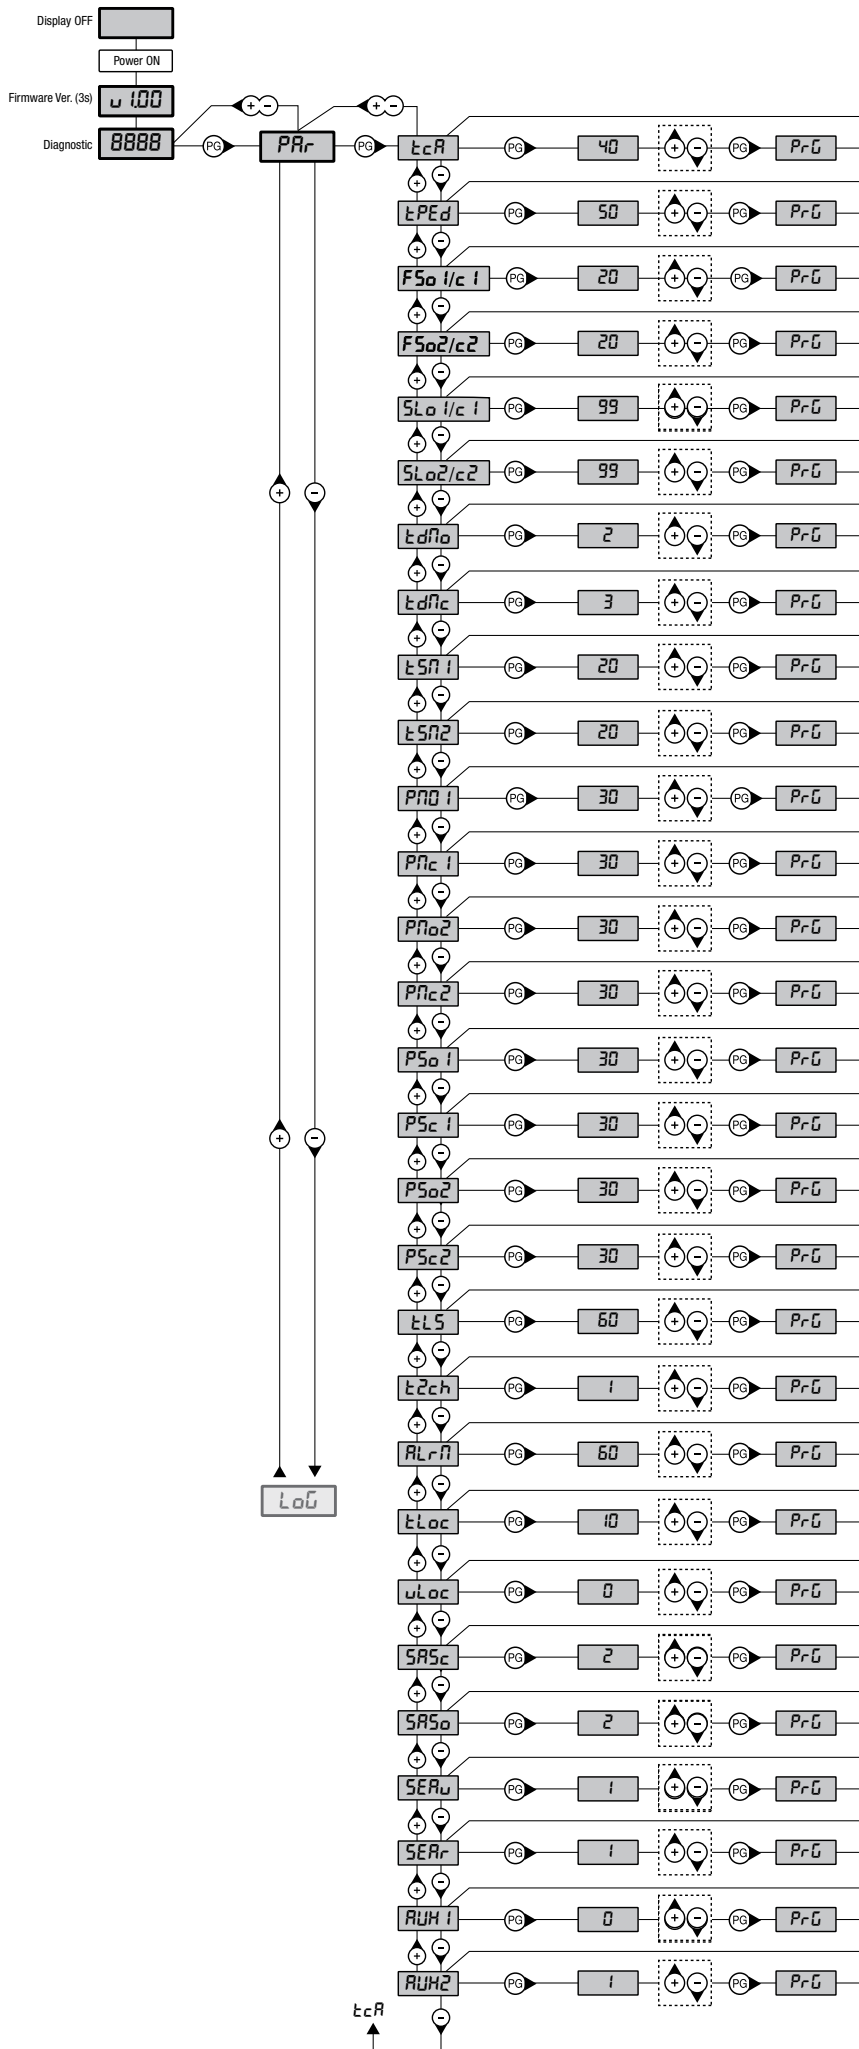 Display OFF
Power ON
Firmware Ver. (3s) v 1.00
Diagnostic 8888 PG PAr PG tcA PG 40 + - PG PrG
+ - + -
+ -
tPEd PG 50 + - PG PrG
+ -
FSo1/c1 PG 20 + - PG PrG
+ -
FSo2/c2 PG 20 + - PG PrG
+ -
SLo1/c1 PG 99 + - PG PrG
+ -
SLo2/c2 PG 99 + - PG PrG
+ - + -
tdMo PG 2 + - PG PrG
+ -
tdMc PG 3 + - PG PrG
+ -
tSM1 PG 20 + - PG PrG
+ -
tSM2 PG 20 + - PG PrG
+ -
PMO1 PG 30 + - PG PrG
+ -
PMc1 PG 30 + - PG PrG
+ -
PMo2 PG 30 + - PG PrG
+ -
PMc2 PG 30 + - PG PrG
+ -
PSo1 PG 30 + - PG PrG
+ -
PSc1 PG 30 + - PG PrG
+ - + -
PSo2 PG 30 + - PG PrG
+ -
PSc2 PG 30 + - PG PrG
+ -
tLS PG 60 + - PG PrG
+ -
t2ch PG 1 + - PG PrG
+ -
ALrM PG 60 + - PG PrG
+ -
LoG
tLoc PG 10 + - PG PrG
+ -
uLoc PG 0 + - PG PrG
+ -
SASc PG 2 + - PG PrG
+ -
SASo PG 2 + - PG PrG
+ -
SEAv PG 1 + - PG PrG
+ -
SEAr PG 1 + - PG PrG
+ -
AUH1 PG 0 + - PG PrG
+ -
AUH2 PG 1 + - PG PrG
tcA -